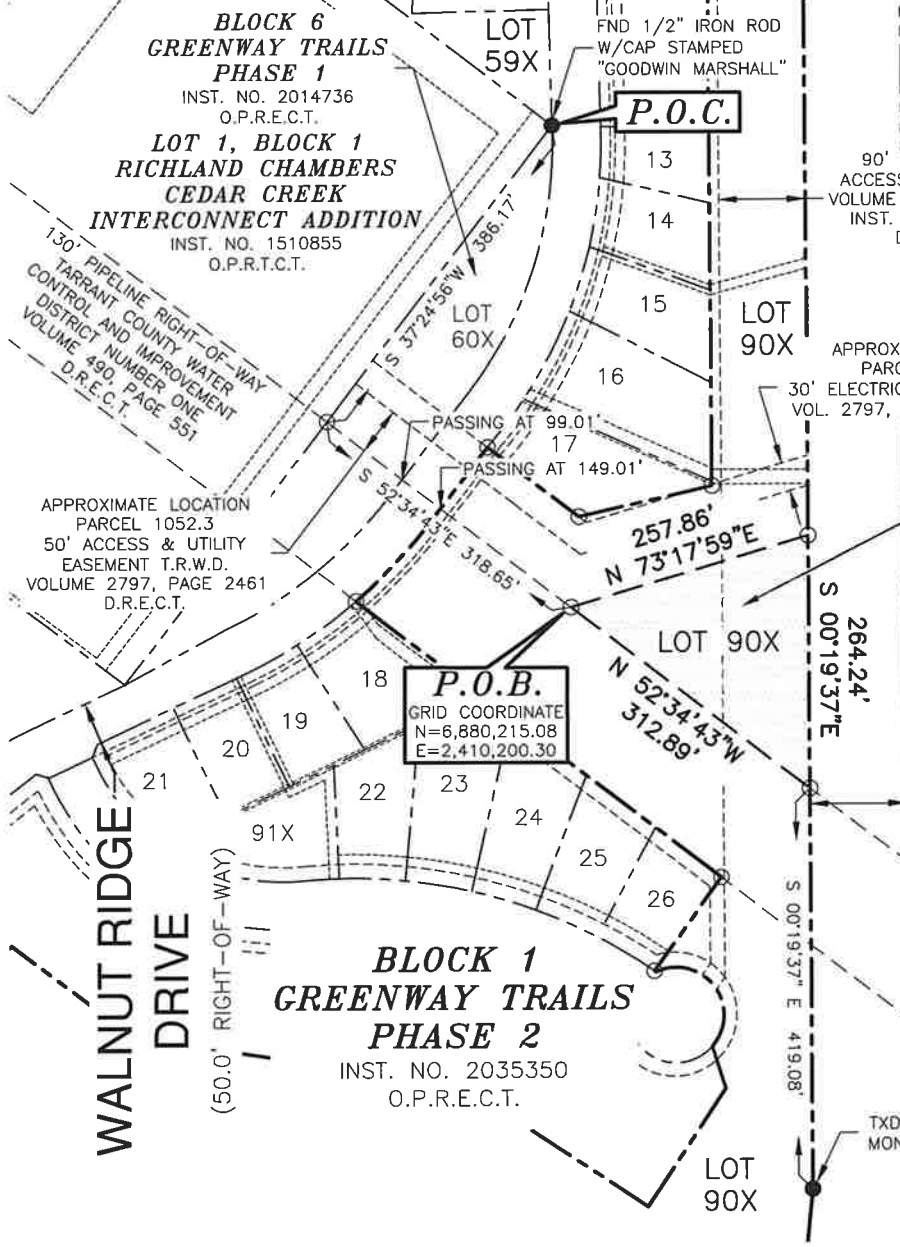 BLOCK 6
GREENWAY TRAILS
PHASE 1
INST. NO. 2014736
O.P.R.E.C.T.
LOT 1, BLOCK 1
RICHLAND CHAMBERS
CEDAR CREEK
INTERCONNECT ADDITION
INST. NO. 1510855
O.P.R.T.C.T.
LOT
59X
FND 1/2" IRON ROD
W/CAP STAMPED
"GOODWIN MARSHALL"
P.O.C.
13
14
15
16
17
90'
ACCESS
VOLUME
INST.
LOT
90X
APPROX
PARC
30' ELECTRIC
VOL. 2797,
130' PIPELINE RIGHT-OF-WAY
TARRANT COUNTY WATER
CONTROL AND IMPROVEMENT
DISTRICT NUMBER ONE
VOLUME 490, PAGE 551
D.R.E.C.T.
S 37°24'56"W 386.17'
LOT
60X
PASSING AT 99.01'
PASSING AT 149.01'
S 52°34'43"E 318.65'
APPROXIMATE LOCATION
PARCEL 1052.3
50' ACCESS & UTILITY
EASEMENT T.R.W.D.
VOLUME 2797, PAGE 2461
D.R.E.C.T.
257.86'
N 73°17'59"E
264.24'
S 00°19'37"E
LOT 90X
N 52°34'43"W
312.89'
P.O.B.
GRID COORDINATE
N=6,880,215.08
E=2,410,200.30
18
19
20
21
22
23
24
25
26
91X
WALNUT RIDGE
DRIVE
(50.0' RIGHT-OF-WAY)
S 00°19'37" E 419.08'
BLOCK 1
GREENWAY TRAILS
PHASE 2
INST. NO. 2035350
O.P.R.E.C.T.
LOT
90X
TXD
MON